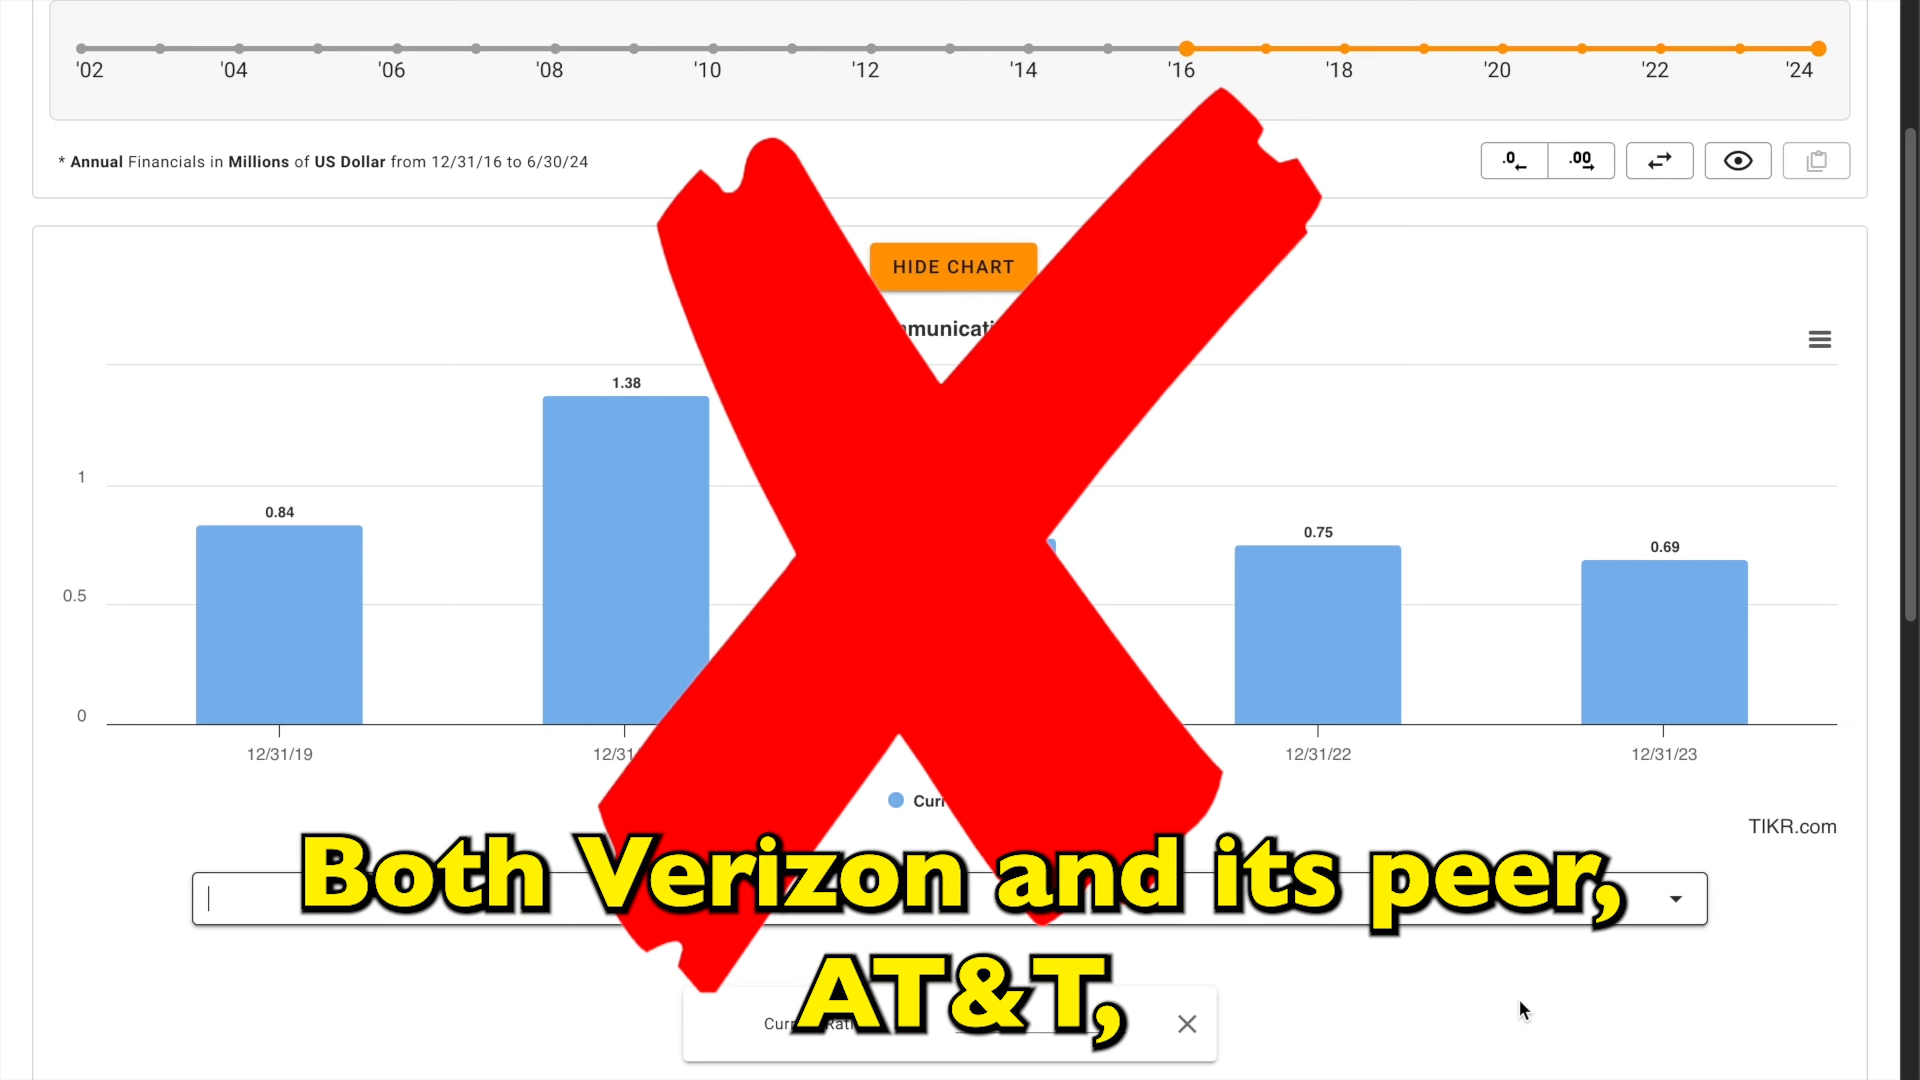 '02 '04 '06 '08 '10 '12 '14 '16 '18 '20 '22 '24
* Annual Financials in Millions of US Dollar from 12/31/16 to 6/30/24
.0 .00
HIDE CHART
1.38
1
0.84
0.75
0.69
0.5
0
12/31/19 12/31/22 12/31/23
TIKR.com
Both Verizon and its peer,
AT&T,